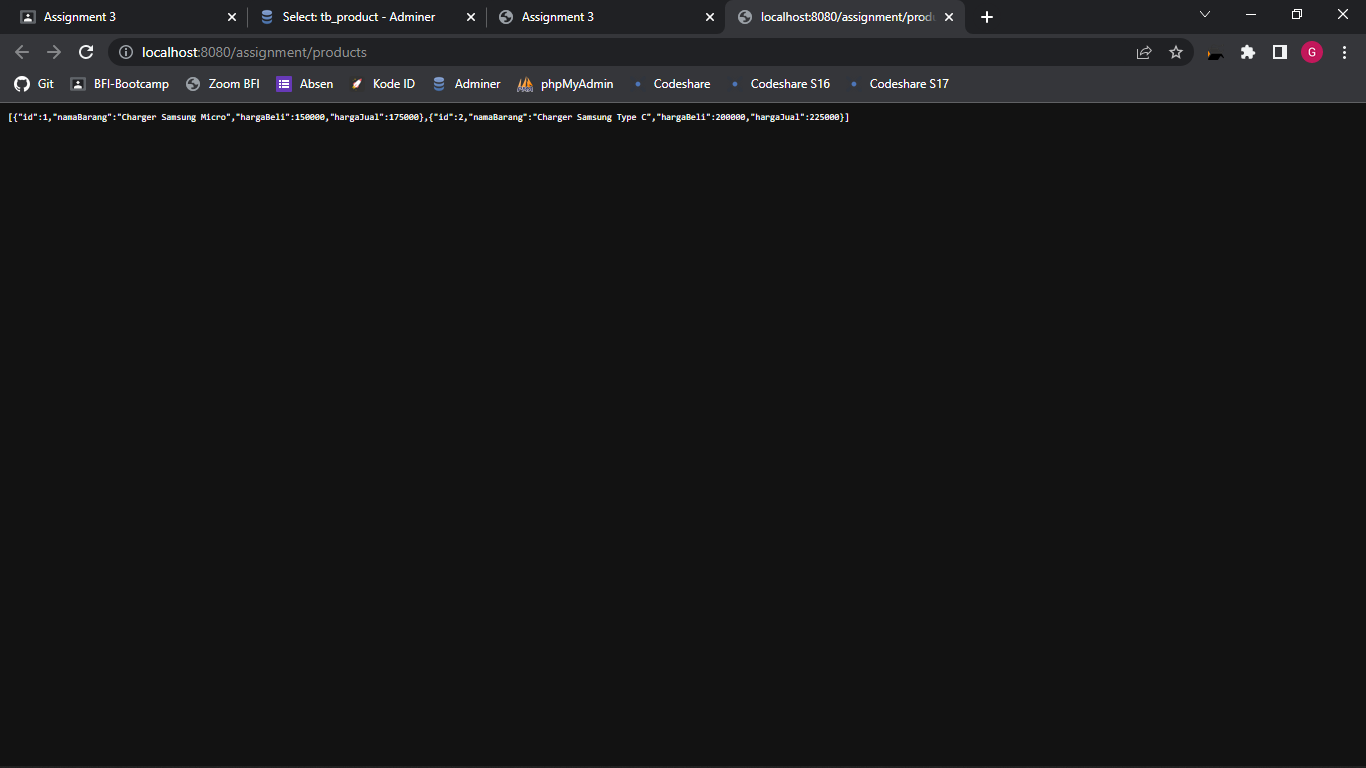 Assignment 3 Select: tb_product - Adminer Assignment 3 localhost:8080/assignment/produ
localhost:8080/assignment/products G
Git BFI-Bootcamp Zoom BFI Absen Kode ID Adminer phpMyAdmin Codeshare Codeshare S16 Codeshare S17
[{"id":1,"namaBarang":"Charger Samsung Micro","hargaBeli":150000,"hargaJual":175000},{"id":2,"namaBarang":"Charger Samsung Type C","hargaBeli":200000,"hargaJual":225000}]